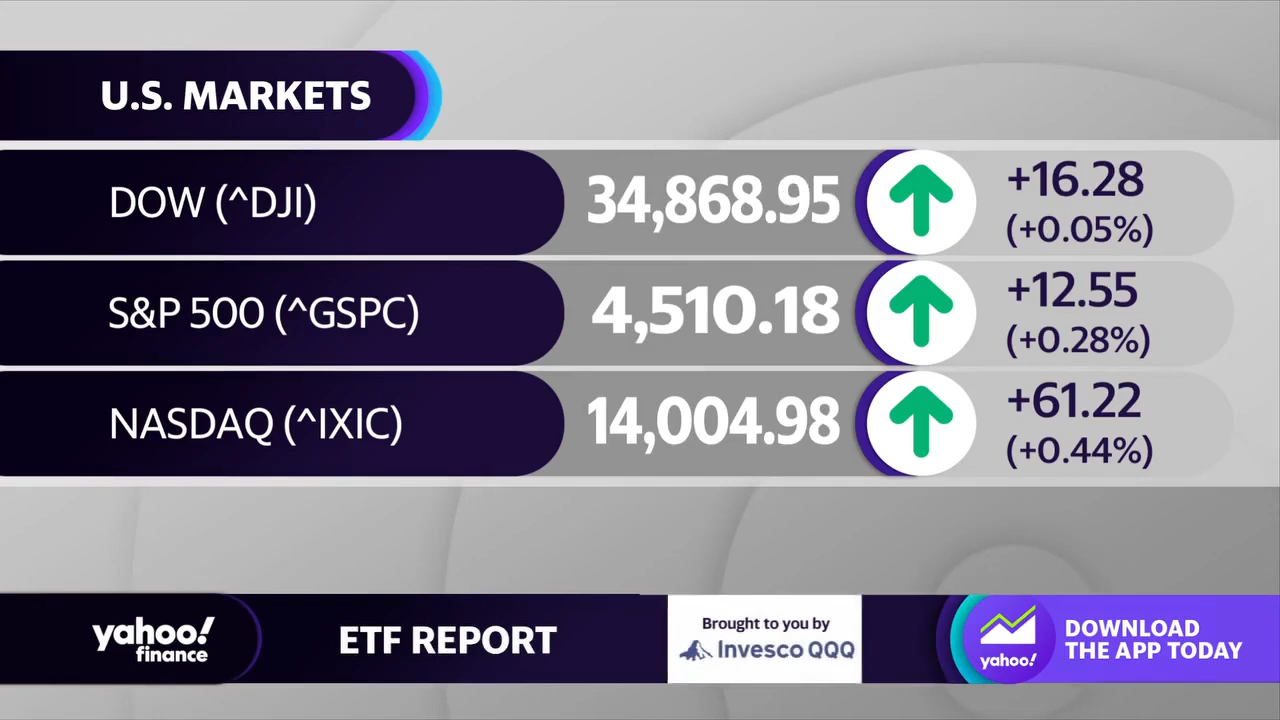 U.S. MARKETS
DOW (^DJI) 34,868.95 +16.28
(+0.05%)
S&P 500 (^GSPC) 4,510.18 +12.55
(+0.28%)
NASDAQ (^IXIC) 14,004.98 +61.22
(+0.44%)
yahoo!
finance
ETF REPORT
Brought to you by
Invesco QQQ
yahoo!
DOWNLOAD
THE APP TODAY